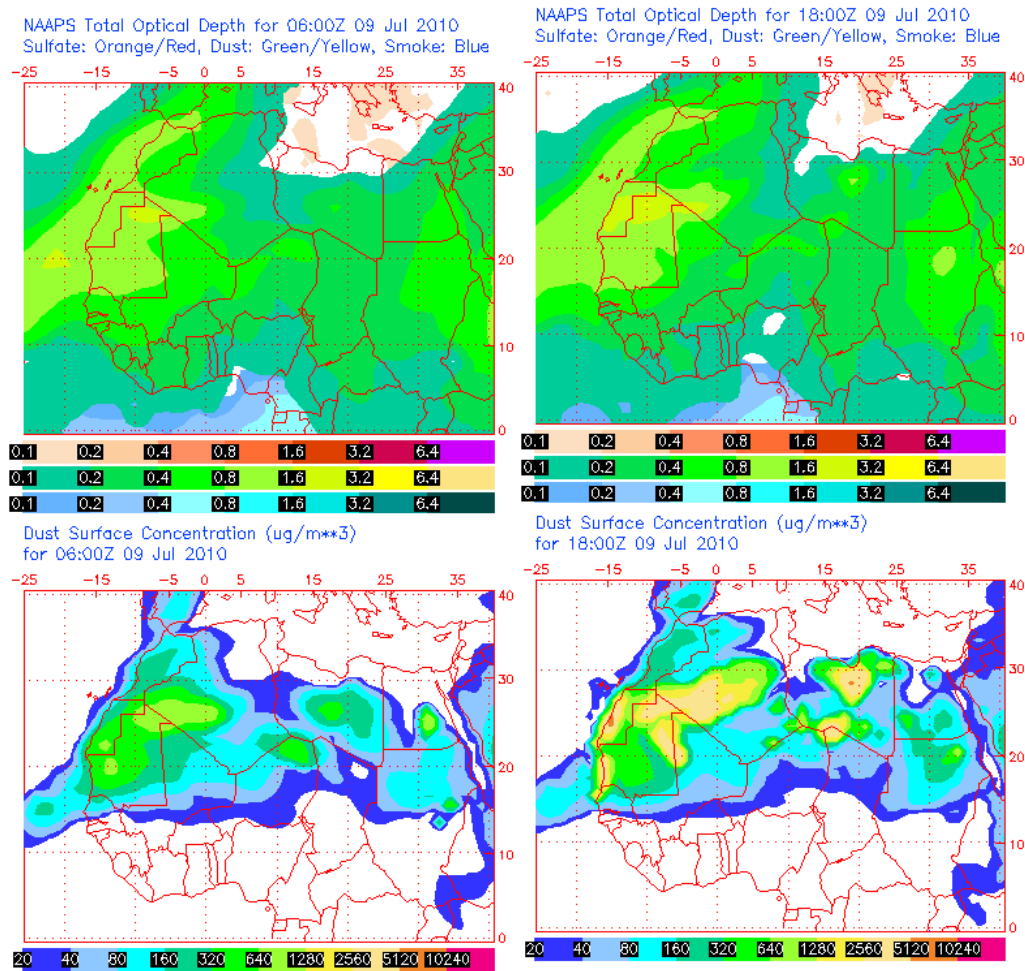 NAAPS Total Optical Depth for 06:00Z 09 Jul 2010
Sulfate: Orange/Red, Dust: Green/Yellow, Smoke: Blue
-25 -15 -5 0 5 15 25 35
40
30
20
10
0
0.1 0.2 0.4 0.8 1.6 3.2 6.4
0.1 0.2 0.4 0.8 1.6 3.2 6.4
0.1 0.2 0.4 0.8 1.6 3.2 6.4
NAAPS Total Optical Depth for 18:00Z 09 Jul 2010
Sulfate: Orange/Red, Dust: Green/Yellow, Smoke: Blue
-25 -15 -5 0 5 15 25 35
40
30
20
10
0
0.1 0.2 0.4 0.8 1.6 3.2 6.4
0.1 0.2 0.4 0.8 1.6 3.2 6.4
0.1 0.2 0.4 0.8 1.6 3.2 6.4
Dust Surface Concentration (ug/m**3)
for 06:00Z 09 Jul 2010
-25 -15 -5 0 5 15 25 35
40
30
20
10
0
20 40 80 160 320 640 1280 2560 5120 10240
Dust Surface Concentration (ug/m**3)
for 18:00Z 09 Jul 2010
-25 -15 -5 0 5 15 25 35
40
30
20
10
0
20 40 80 160 320 640 1280 2560 5120 10240